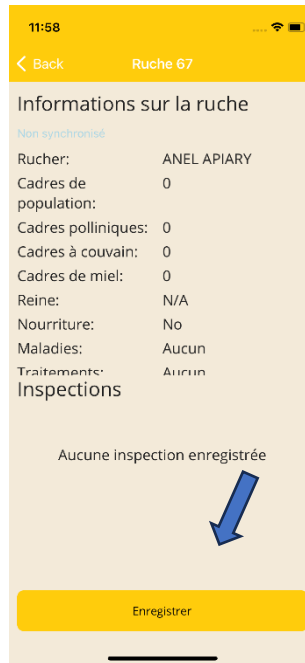 11:58
Back Ruche 67
Informations sur la ruche
Non synchronisé
Rucher: ANEL APIARY
Cadres de population: 0
Cadres polliniques: 0
Cadres à couvain: 0
Cadres de miel: 0
Reine: N/A
Nourriture: No
Maladies: Aucun
Traitements: Aucun
Inspections
Aucune inspection enregistrée
Enregistrer